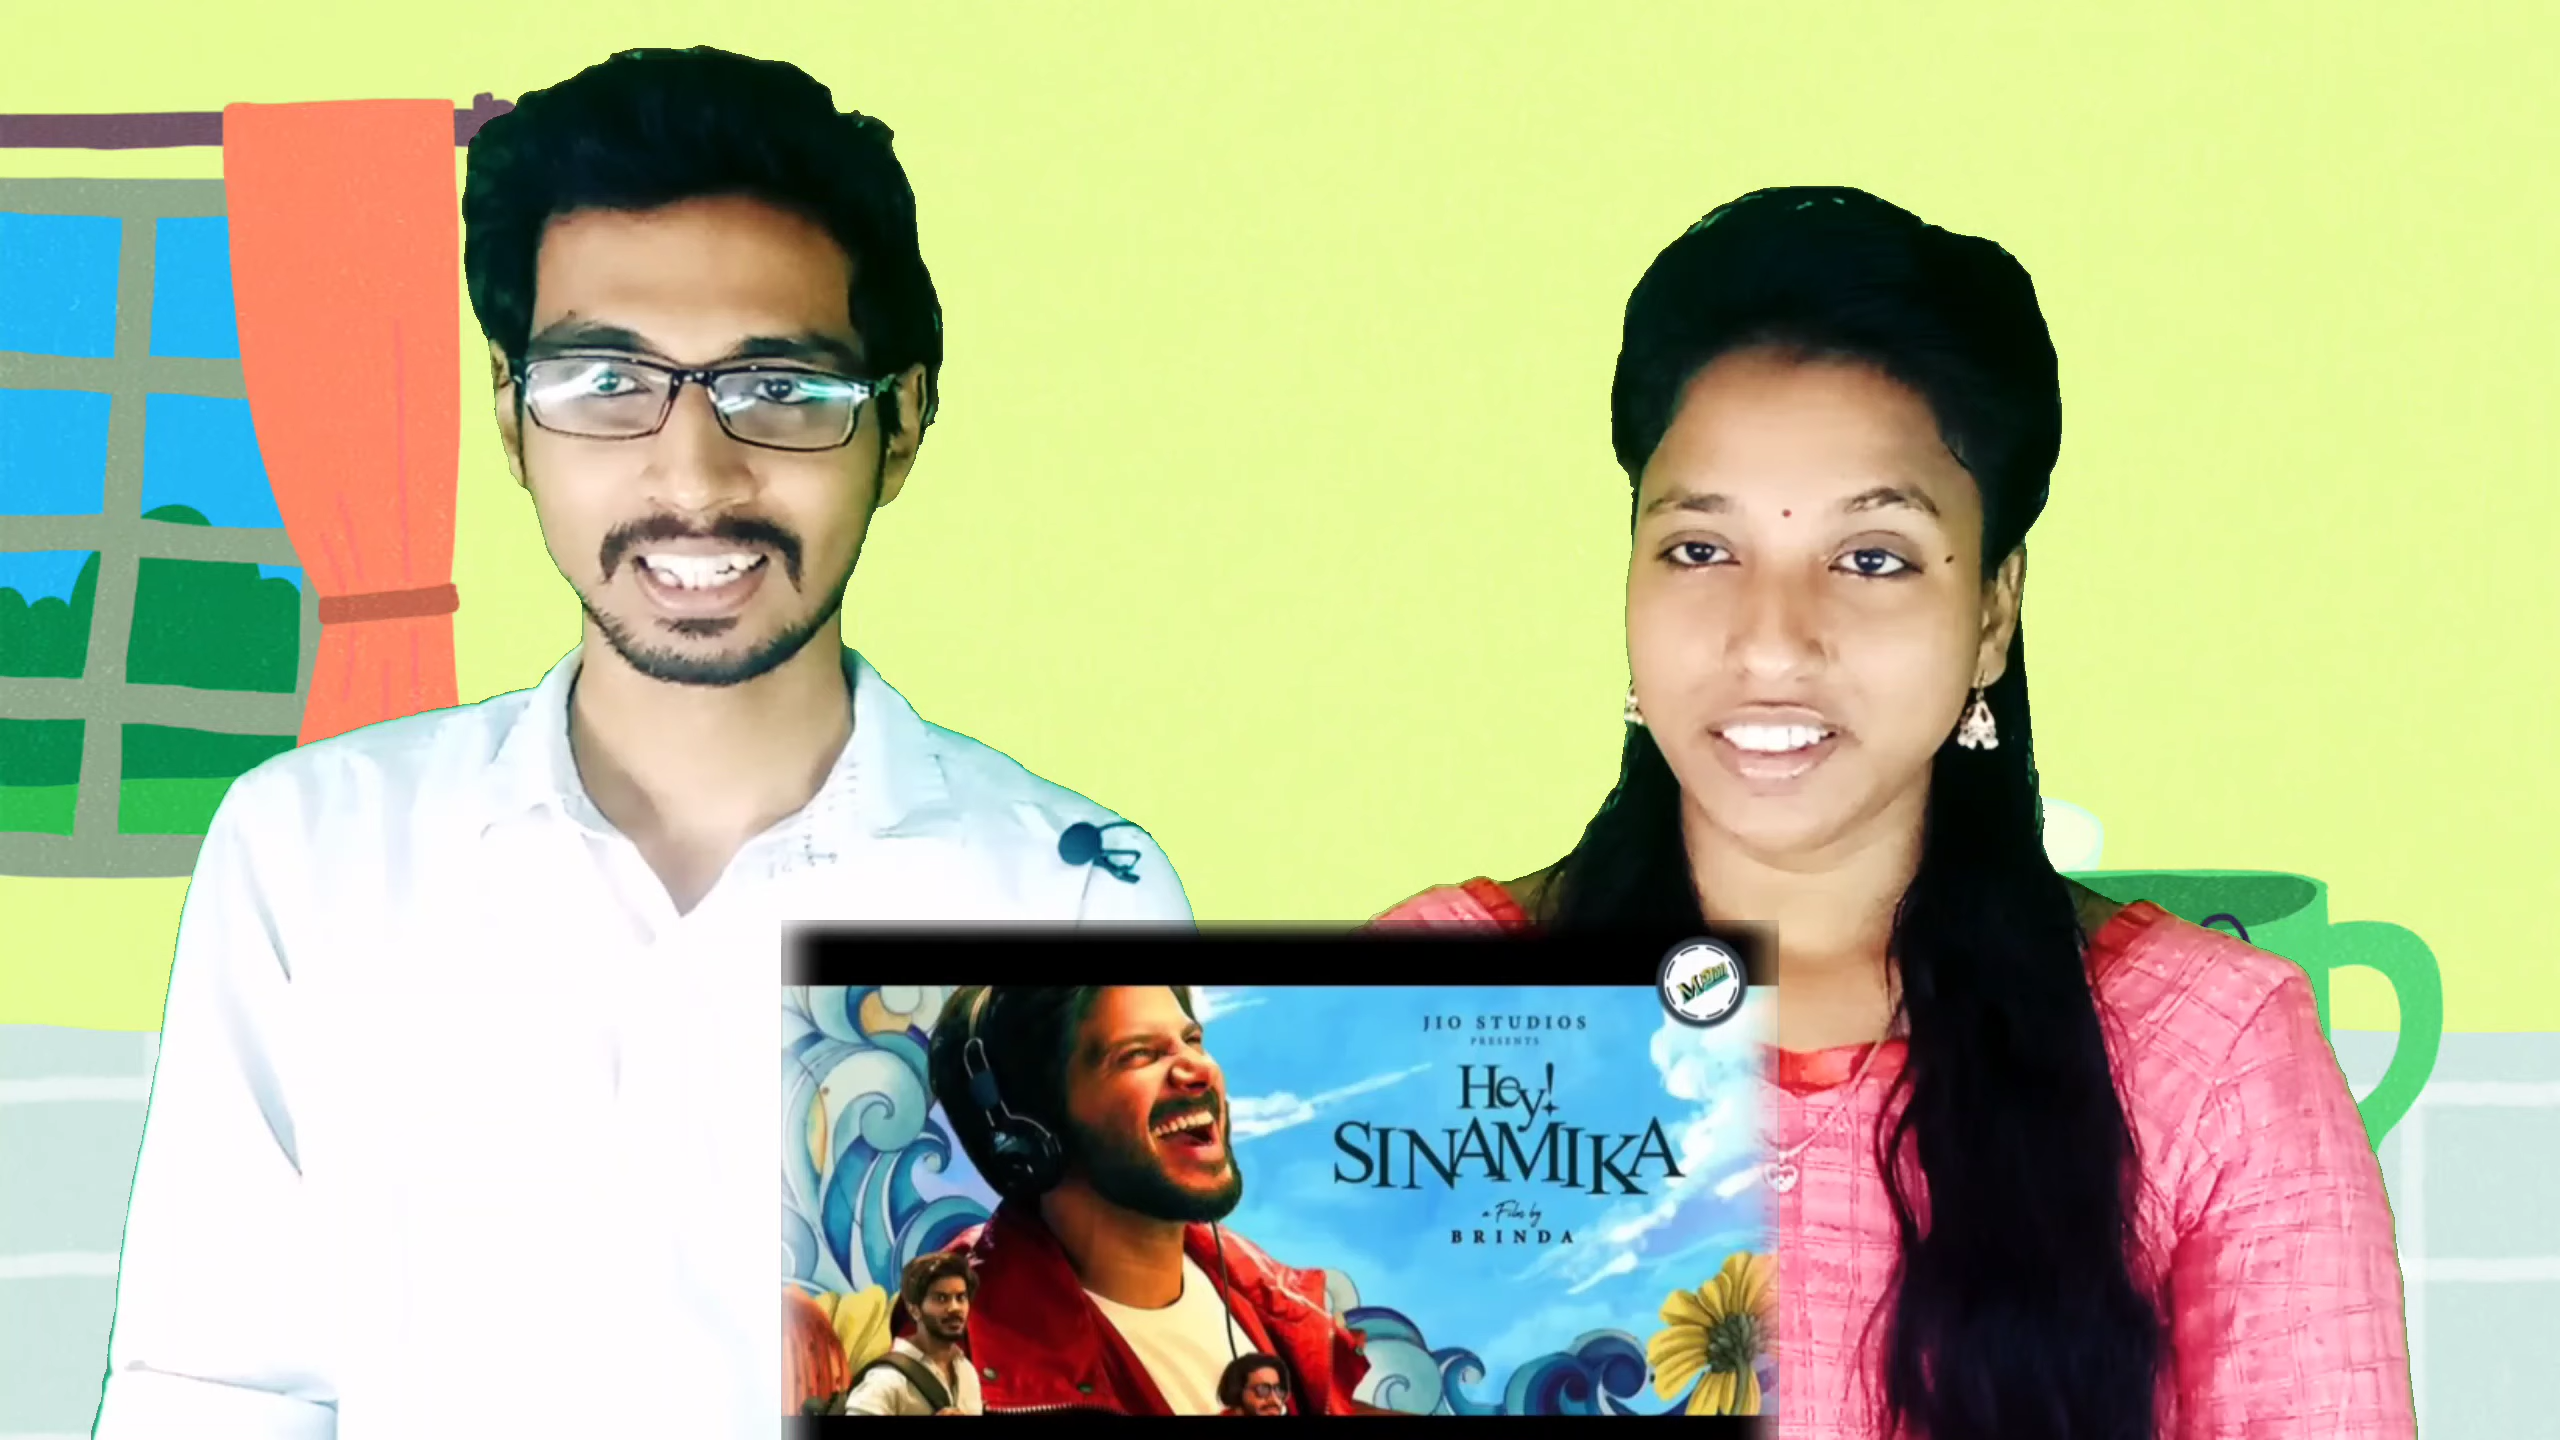 JIO STUDIOS
PRESENTS
Hey!
SINAMIKA
a Film by
BRINDA